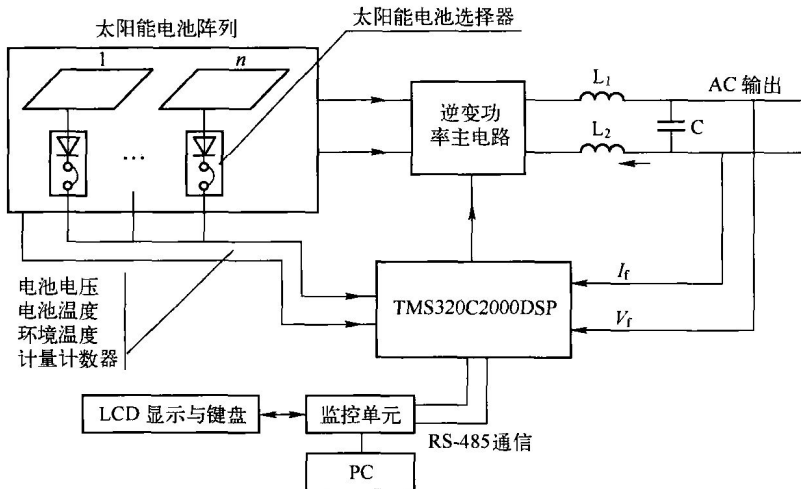 太阳能电池阵列
太阳能电池选择器
1
n
…
逆变功
率主电路
L₁
L₂
C
AC 输出
电池电压
电池温度
环境温度
计量计数器
TMS320C2000DSP
I_f
V_f
LCD 显示与键盘
监控单元
RS-485通信
PC